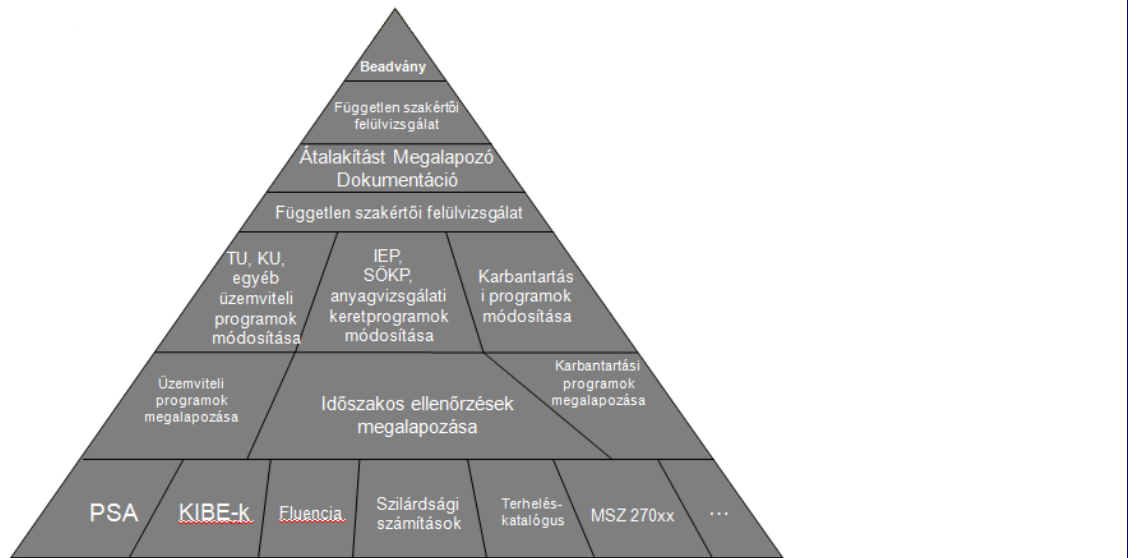 Beadvány
Független szakértői
felülvizsgálat
Átalakítást Megalapozó
Dokumentáció
Független szakértői felülvizsgálat
TU, KU,
egyéb
üzemviteli
programok
módosítása
IEP,
SÖKP,
anyagvizsgálati
keretprogramok
módosítása
Karbantartás
i programok
módosítása
Üzemviteli
programok
megalapozása
Időszakos ellenőrzések
megalapozása
Karbantartási
programok
megalapozása
PSA
KIBE-k
Fluencia
Szilárdsági
számítások
Terhelés-
katalógus
MSZ 270xx
...